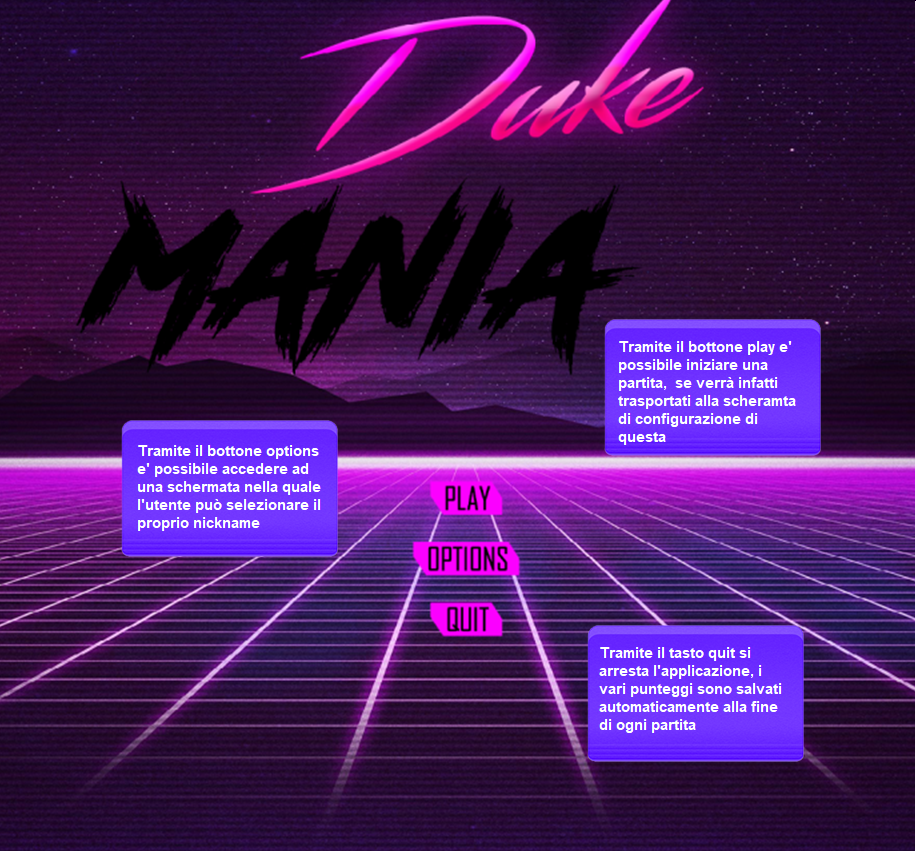 Duke
MANIA
Tramite il bottone play e'
possibile iniziare una
partita,  se verrà infatti
trasportati alla scheramta
di configurazione di
questa
Tramite il bottone options
e' possibile accedere ad
una schermata nella quale
l'utente può selezionare il
proprio nickname
PLAY
OPTIONS
QUIT
Tramite il tasto quit si
arresta l'applicazione, i
vari punteggi sono salvati
automaticamente alla fine
di ogni partita